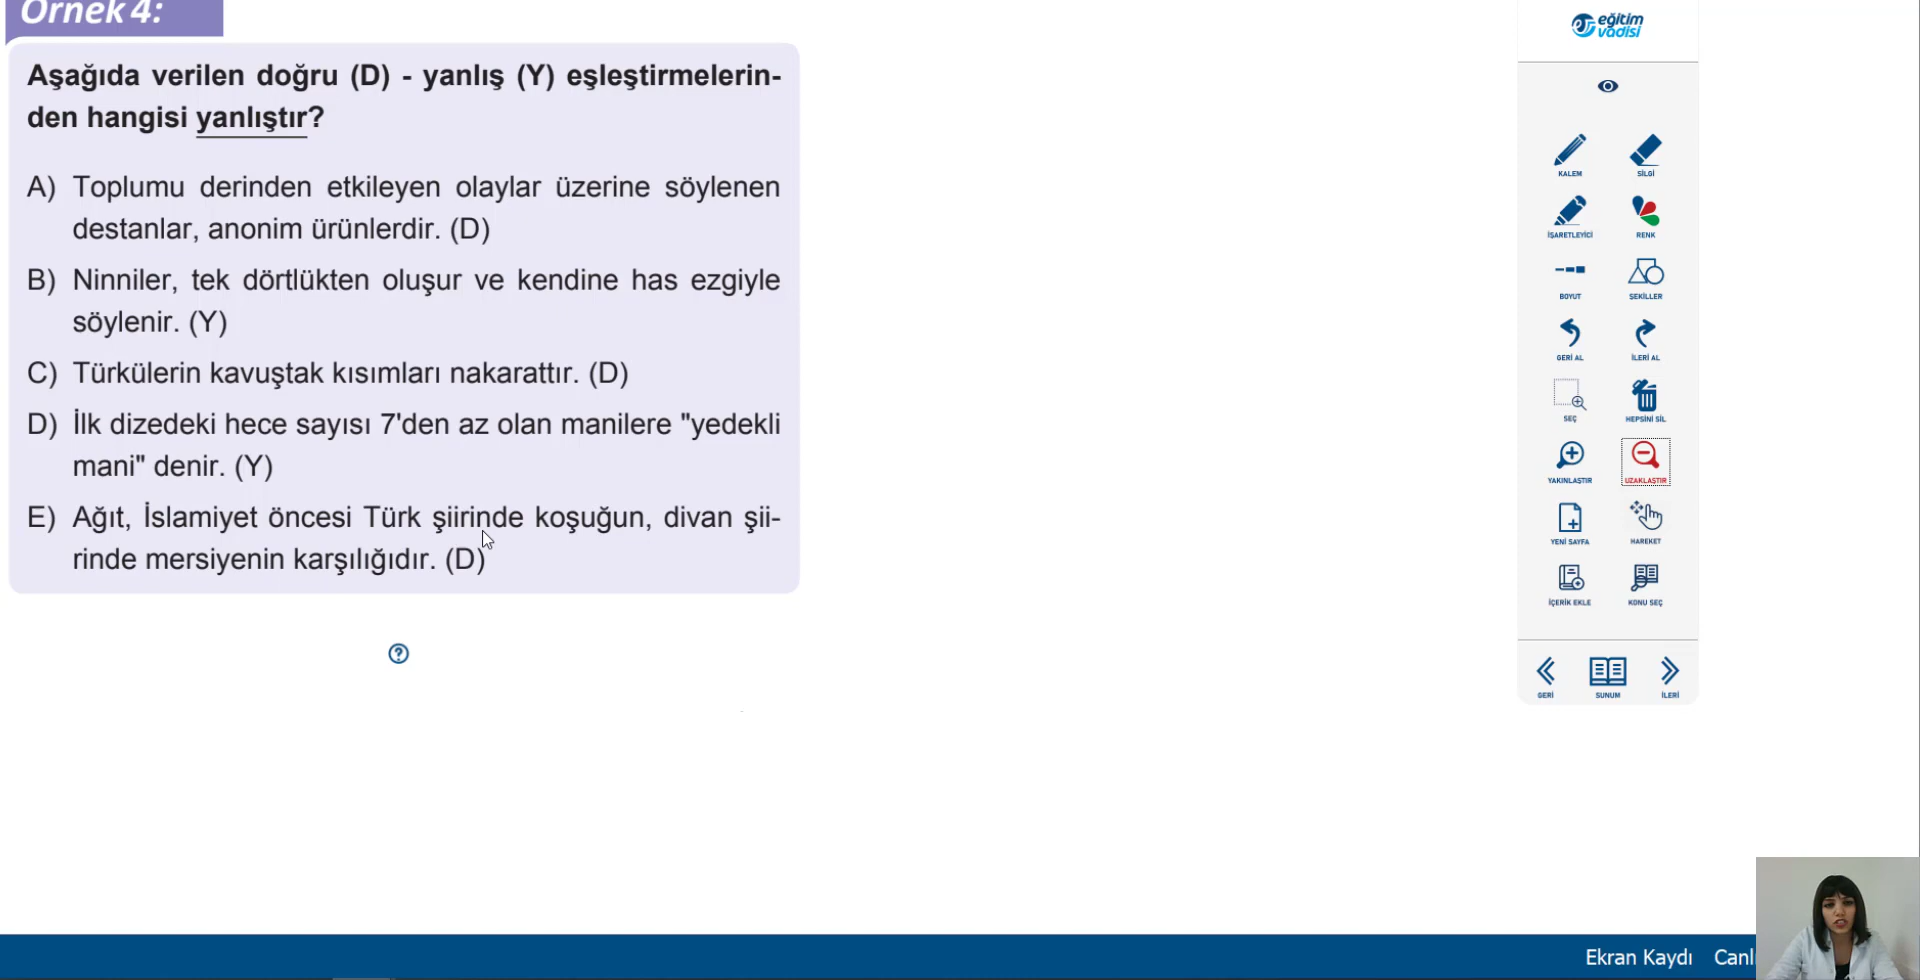 Örnek 4:
Aşağıda verilen doğru (D) - yanlış (Y) eşleştirmelerin-
den hangisi yanlıştır?
A) Toplumu derinden etkileyen olaylar üzerine söylenen
destanlar, anonim ürünlerdir. (D)
B) Ninniler, tek dörtlükten oluşur ve kendine has ezgiyle
söylenir. (Y)
C) Türkülerin kavuştak kısımları nakarattır. (D)
D) İlk dizedeki hece sayısı 7'den az olan manilere "yedekli
mani" denir. (Y)
E) Ağıt, İslamiyet öncesi Türk şiirinde koşuğun, divan şii-
rinde mersiyenin karşılığıdır. (D)
eğitim
vadisi
KALEM SİLGİ
İŞARETLEYİCİ RENK
BOYUT ŞEKİLLER
GERİ AL İLERİ AL
SEÇ HEPSİNİ SİL
YAKINLAŞTIR UZAKLAŞTIR
YENİ SAYFA HAREKET
İÇERİK EKLE KONU SEÇ
GERİ SUNUM İLERİ
Ekran Kaydı Canlı